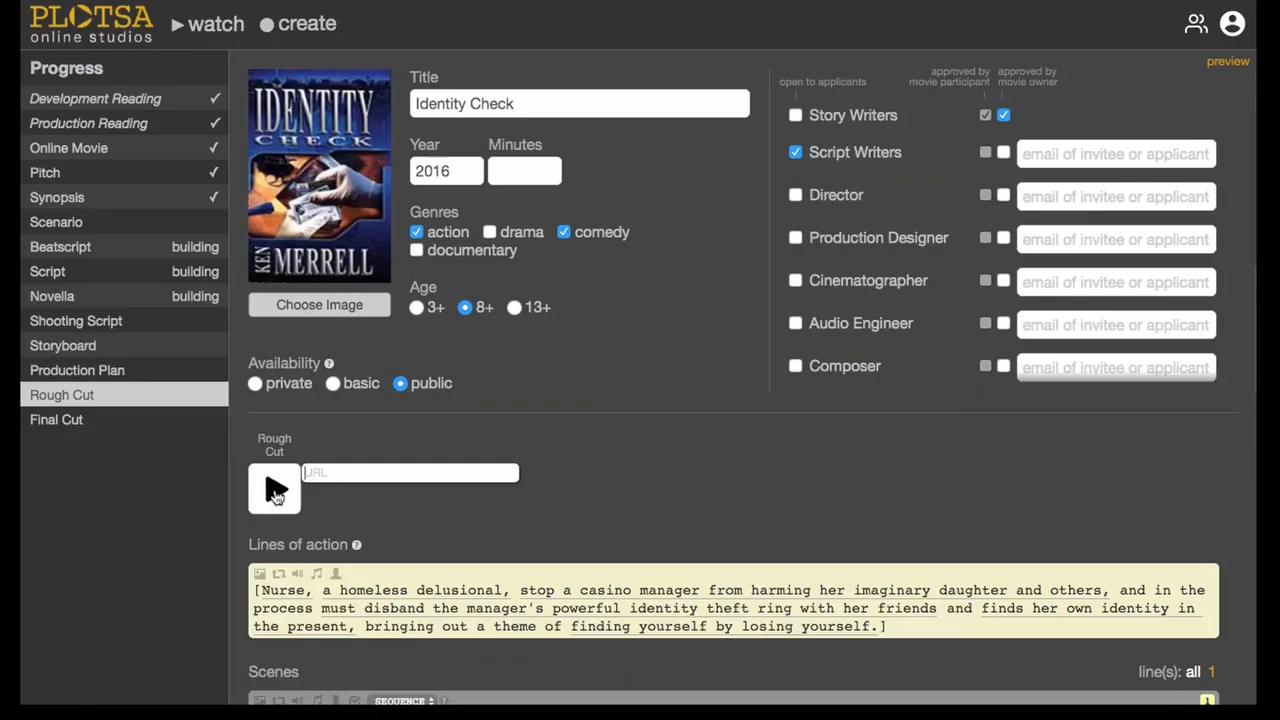 PLOTSA
online studios
watch
create
Progress
Development Reading
Production Reading
Online Movie
Pitch
Synopsis
Scenario
Beatscript building
Script building
Novella building
Shooting Script
Storyboard
Production Plan
Rough Cut
Final Cut
IDENTITY
CHECK
KEN
MERRELL
Choose Image
Title
Identity Check
Year Minutes
2016
Genres
action drama comedy
documentary
Age
3+ 8+ 13+
Availability ?
private basic public
open to applicants
approved by
movie participant
approved by
movie owner
preview
Story Writers
Script Writers email of invitee or applicant
Director email of invitee or applicant
Production Designer email of invitee or applicant
Cinematographer email of invitee or applicant
Audio Engineer email of invitee or applicant
Composer email of invitee or applicant
Rough
Cut
URL
Lines of action ?
[Nurse, a homeless delusional, stop a casino manager from harming her imaginary daughter and others, and in the
process must disband the manager's powerful identity theft ring with her friends and finds her own identity in
the present, bringing out a theme of finding yourself by losing yourself.]
Scenes line(s): all 1
SEQUENCE ? 1